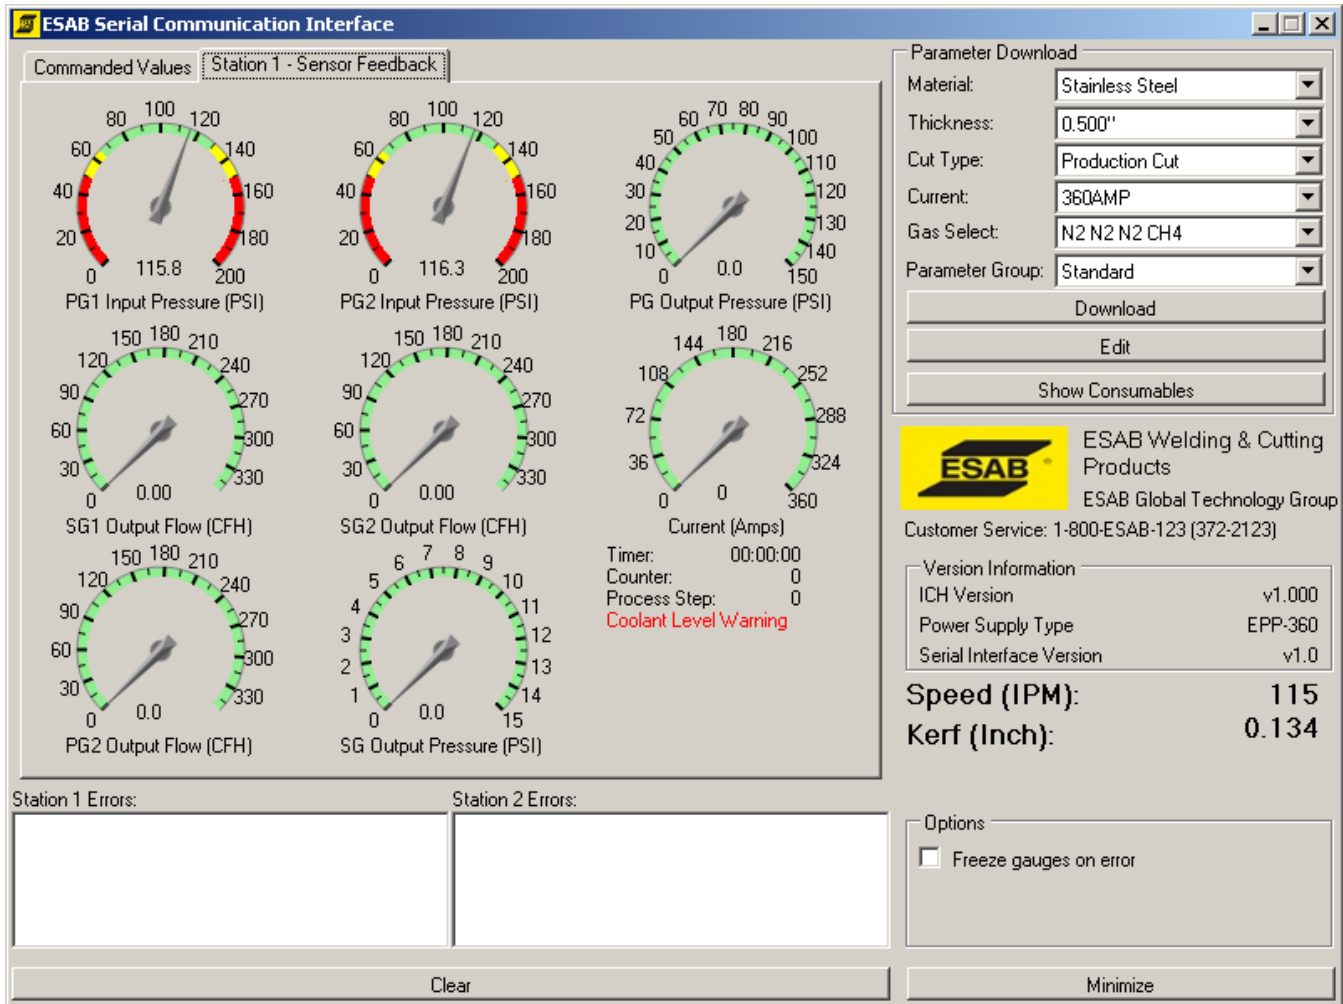 ESAB Serial Communication Interface
Commanded Values
Station 1 - Sensor Feedback
0 20 40 60 80 100 120 140 160 180 200
115.8
PG1 Input Pressure (PSI)
0 20 40 60 80 100 120 140 160 180 200
116.3
PG2 Input Pressure (PSI)
0 10 20 30 40 50 60 70 80 90 100 110 120 130 140 150
0.0
PG Output Pressure (PSI)
0 30 60 90 120 150 180 210 240 270 300 330
0.00
SG1 Output Flow (CFH)
0 30 60 90 120 150 180 210 240 270 300 330
0.00
SG2 Output Flow (CFH)
0 36 72 108 144 180 216 252 288 324 360
0
Current (Amps)
0 30 60 90 120 150 180 210 240 270 300 330
0.0
PG2 Output Flow (CFH)
0 1 2 3 4 5 6 7 8 9 10 11 12 13 14 15
0.0
SG Output Pressure (PSI)
Timer: 00:00:00
Counter: 0
Process Step: 0
Coolant Level Warning
Parameter Download
Material: Stainless Steel
Thickness: 0.500"
Cut Type: Production Cut
Current: 360AMP
Gas Select: N2 N2 N2 CH4
Parameter Group: Standard
Download
Edit
Show Consumables
ESAB
ESAB Welding & Cutting
Products
ESAB Global Technology Group
Customer Service: 1-800-ESAB-123 (372-2123)
Version Information
ICH Version v1.000
Power Supply Type EPP-360
Serial Interface Version v1.0
Speed (IPM): 115
Kerf (Inch): 0.134
Station 1 Errors:
Station 2 Errors:
Options
Freeze gauges on error
Clear
Minimize